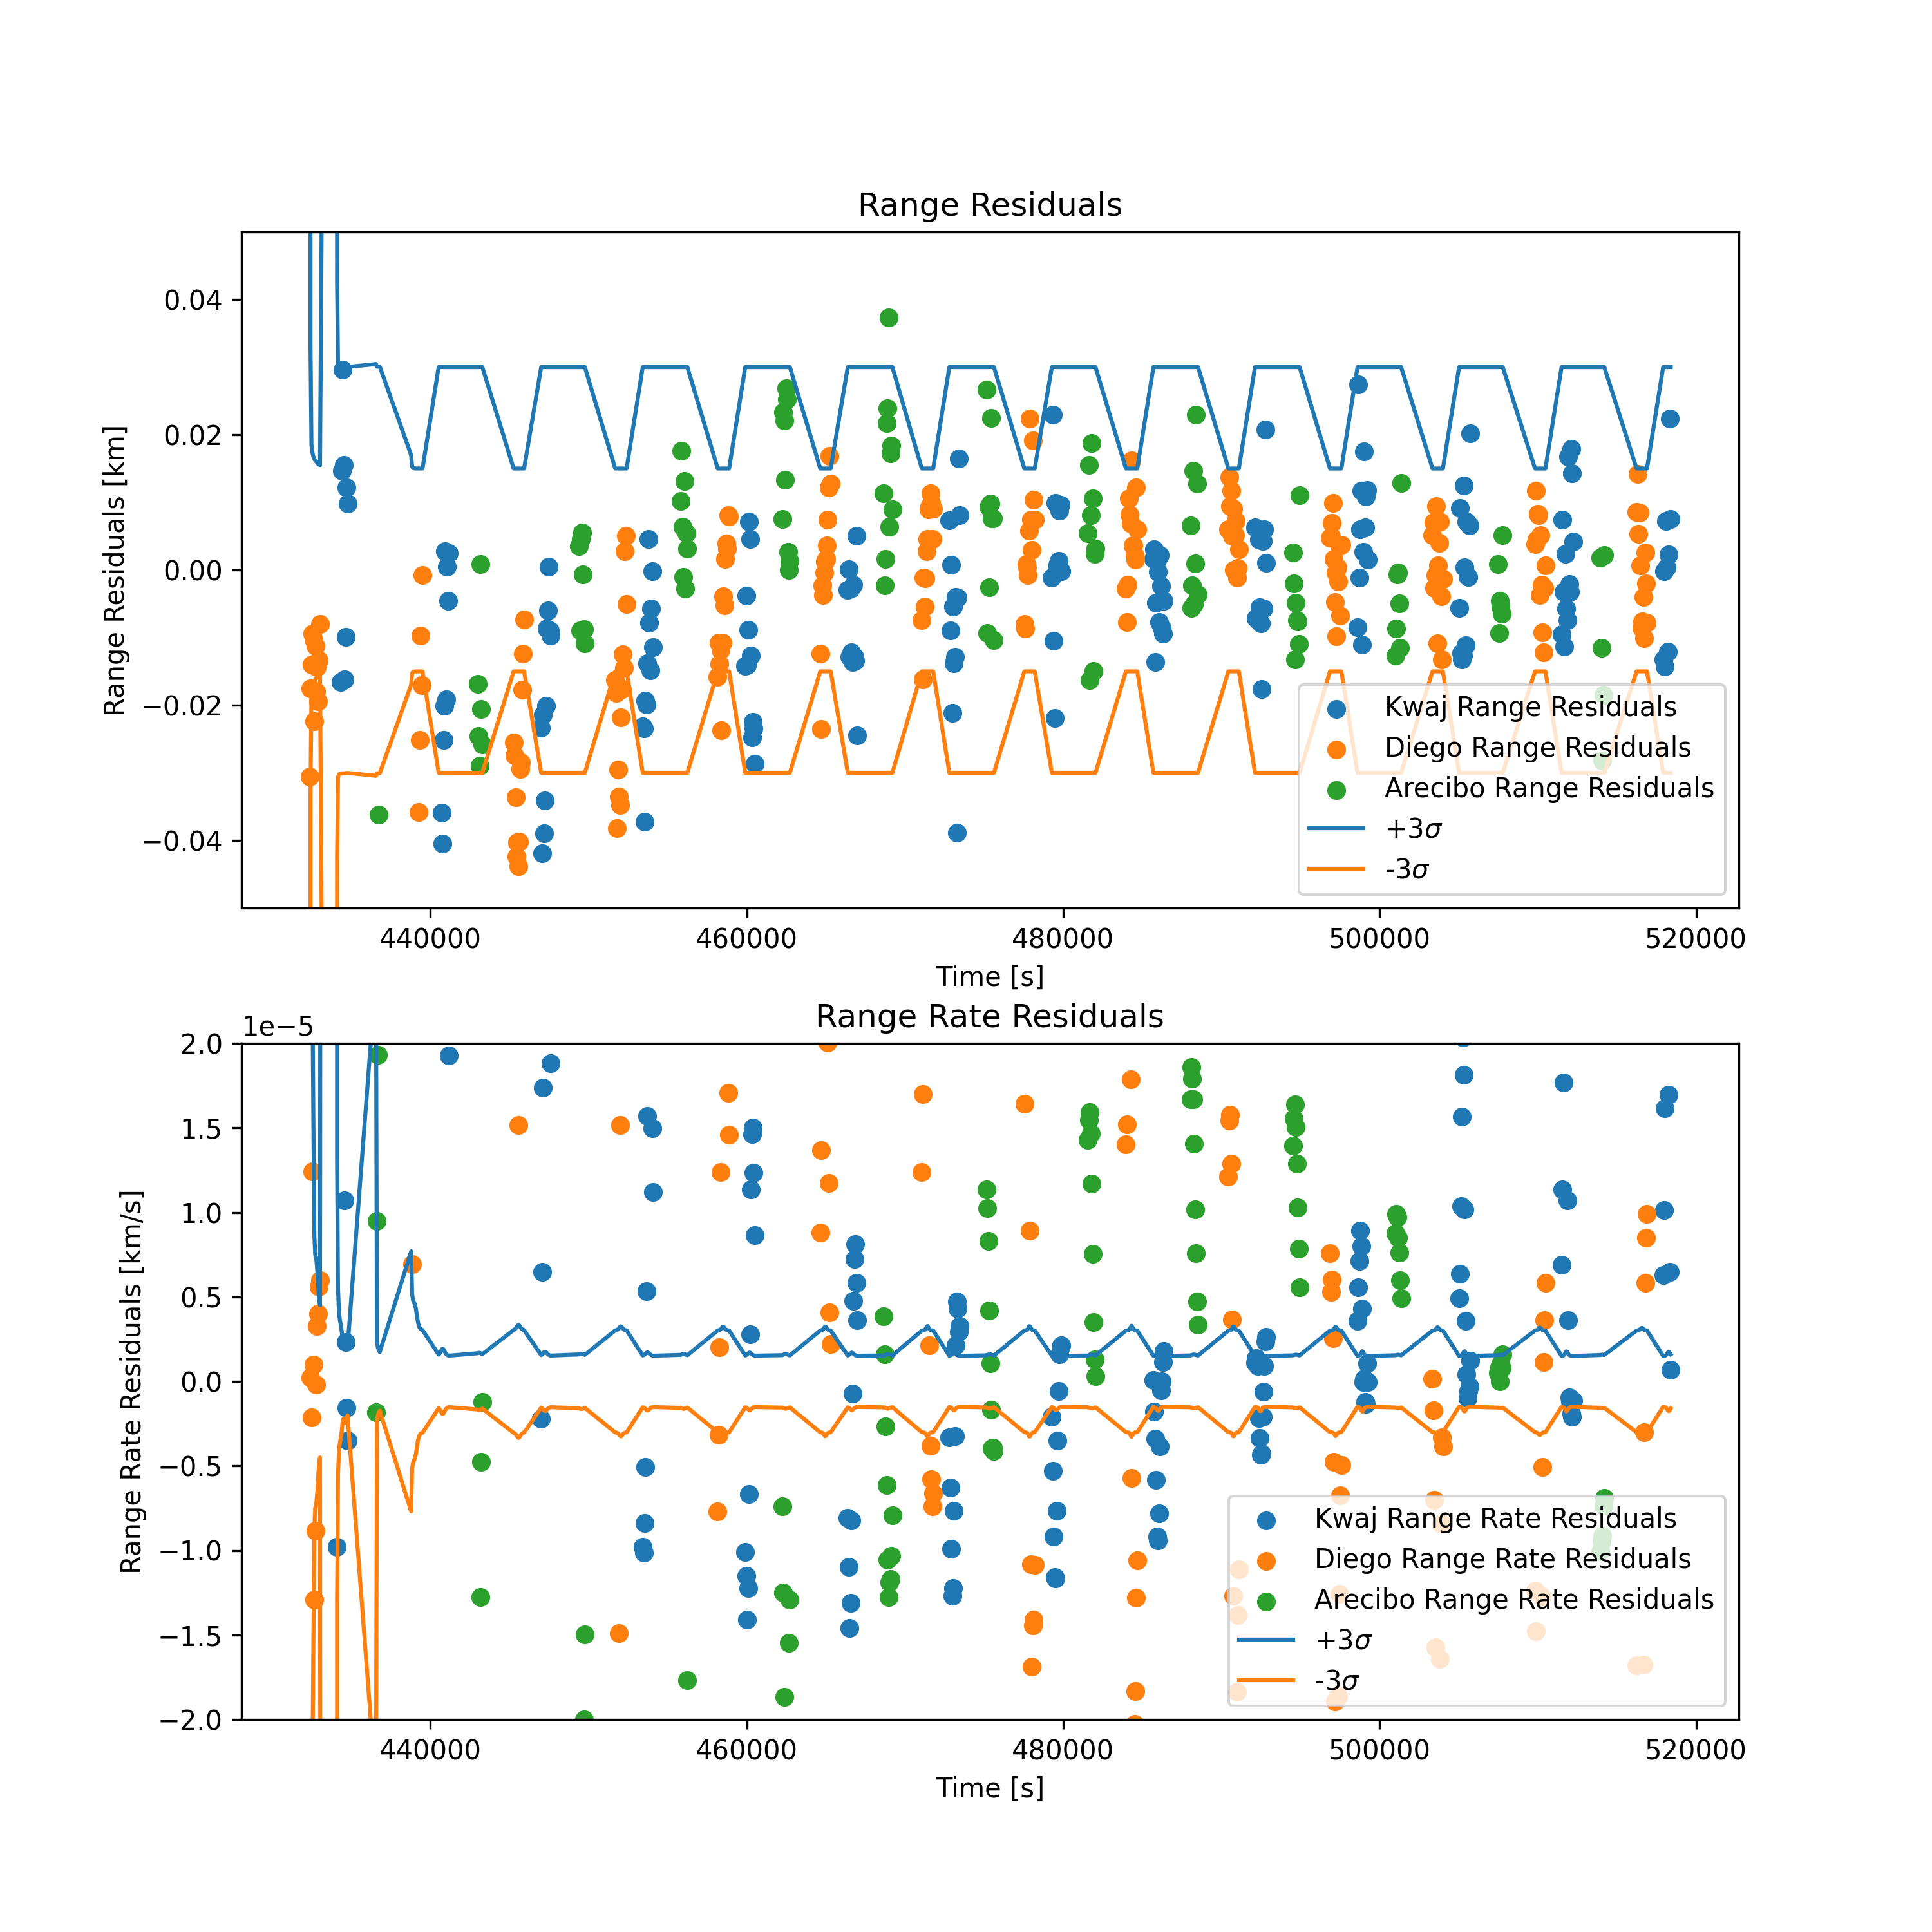 Range Residuals
Range Residuals [km]
0.04
0.02
0.00
−0.02
−0.04
Kwaj Range Residuals
Diego Range Residuals
Arecibo Range Residuals
+3σ
-3σ
440000 460000 480000 500000 520000
Time [s]
Range Rate Residuals
1e−5
Range Rate Residuals [km/s]
2.0
1.5
1.0
0.5
0.0
−0.5
−1.0
−1.5
−2.0
Kwaj Range Rate Residuals
Diego Range Rate Residuals
Arecibo Range Rate Residuals
+3σ
-3σ
440000 460000 480000 500000 520000
Time [s]